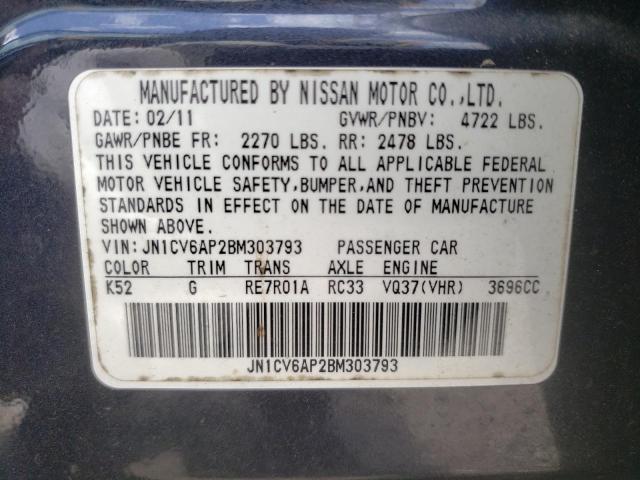 MANUFACTURED BY NISSAN MOTOR CO.,LTD.
DATE: 02/11 GVWR/PNBV: 4722 LBS.
GAWR/PNBE FR: 2270 LBS. RR: 2478 LBS.
THIS VEHICLE CONFORMS TO ALL APPLICABLE FEDERAL
MOTOR VEHICLE SAFETY,BUMPER,AND THEFT PREVENTION
STANDARDS IN EFFECT ON THE DATE OF MANUFACTURE
SHOWN ABOVE.
VIN:JN1CV6AP2BM303793 PASSENGER CAR
COLOR TRIM TRANS AXLE ENGINE
K52 G RE7R01A RC33 VQ37(VHR) 3696CC
JN1CV6AP2BM303793